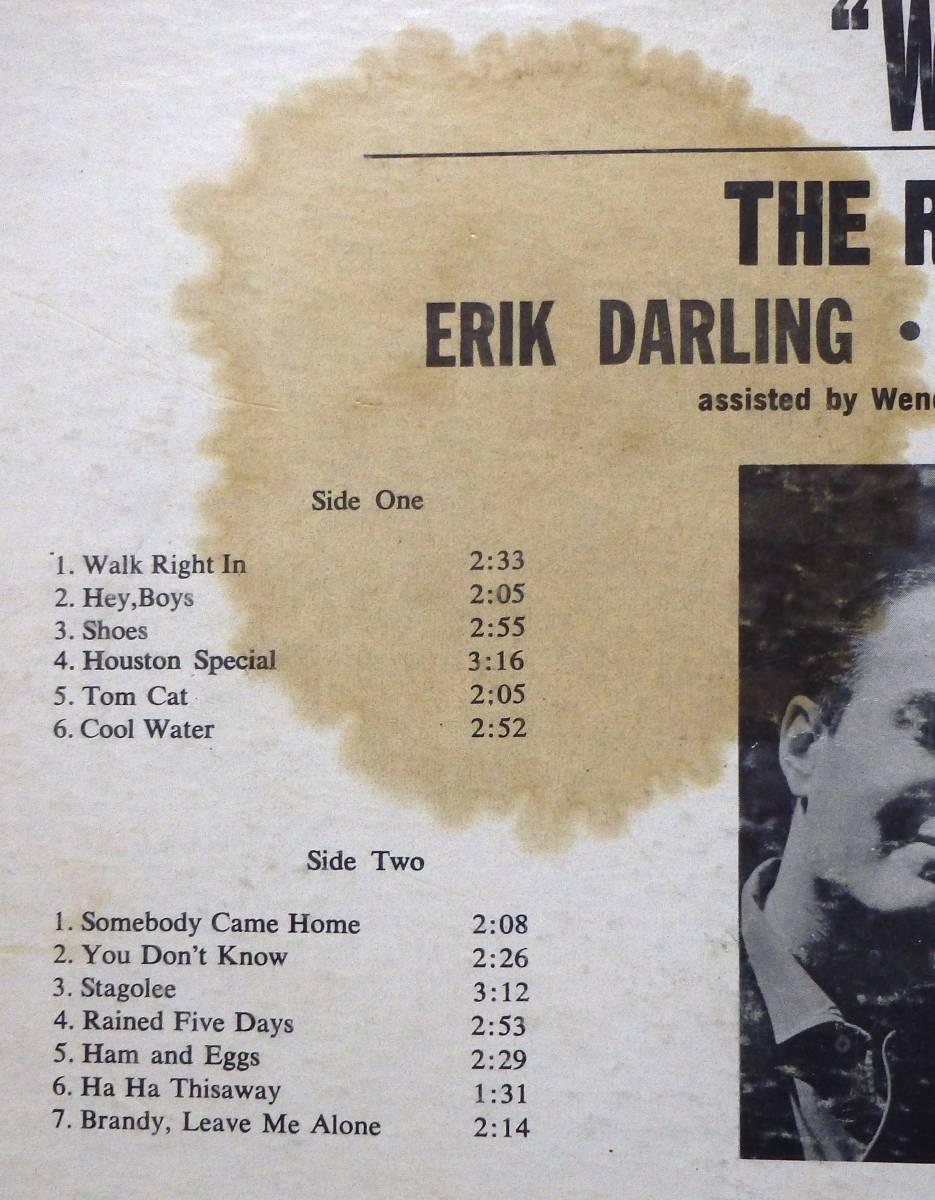 "W
THE R
ERIK DARLING •
assisted by Wen
Side One
1. Walk Right In 2:33
2. Hey,Boys 2:05
3. Shoes 2:55
4. Houston Special 3:16
5. Tom Cat 2;05
6. Cool Water 2:52
Side Two
1. Somebody Came Home 2:08
2. You Don't Know 2:26
3. Stagolee 3:12
4. Rained Five Days 2:53
5. Ham and Eggs 2:29
6. Ha Ha Thisaway 1:31
7. Brandy, Leave Me Alone 2:14